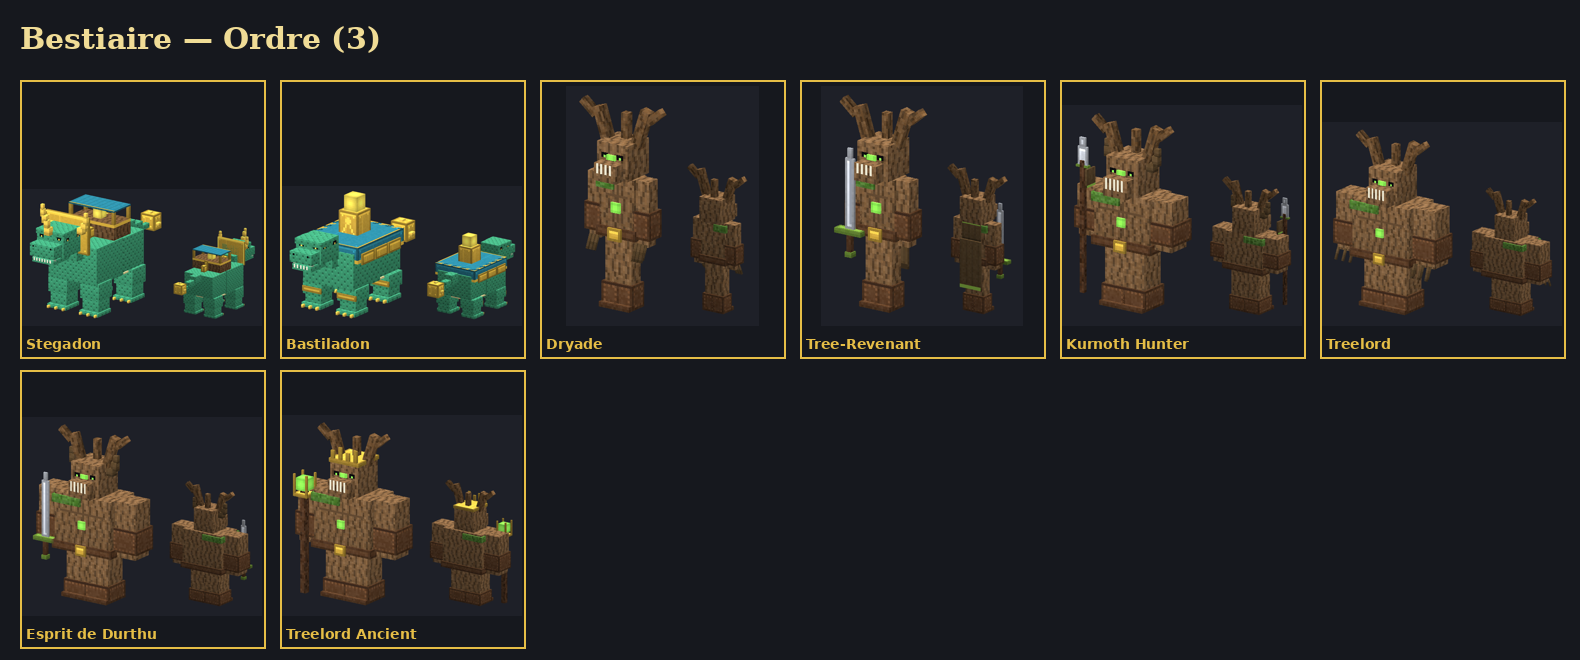 Bestiaire — Ordre (3)
Stegadon
Bastiladon
Dryade
Tree-Revenant
Kurnoth Hunter
Treelord
Esprit de Durthu
Treelord Ancient